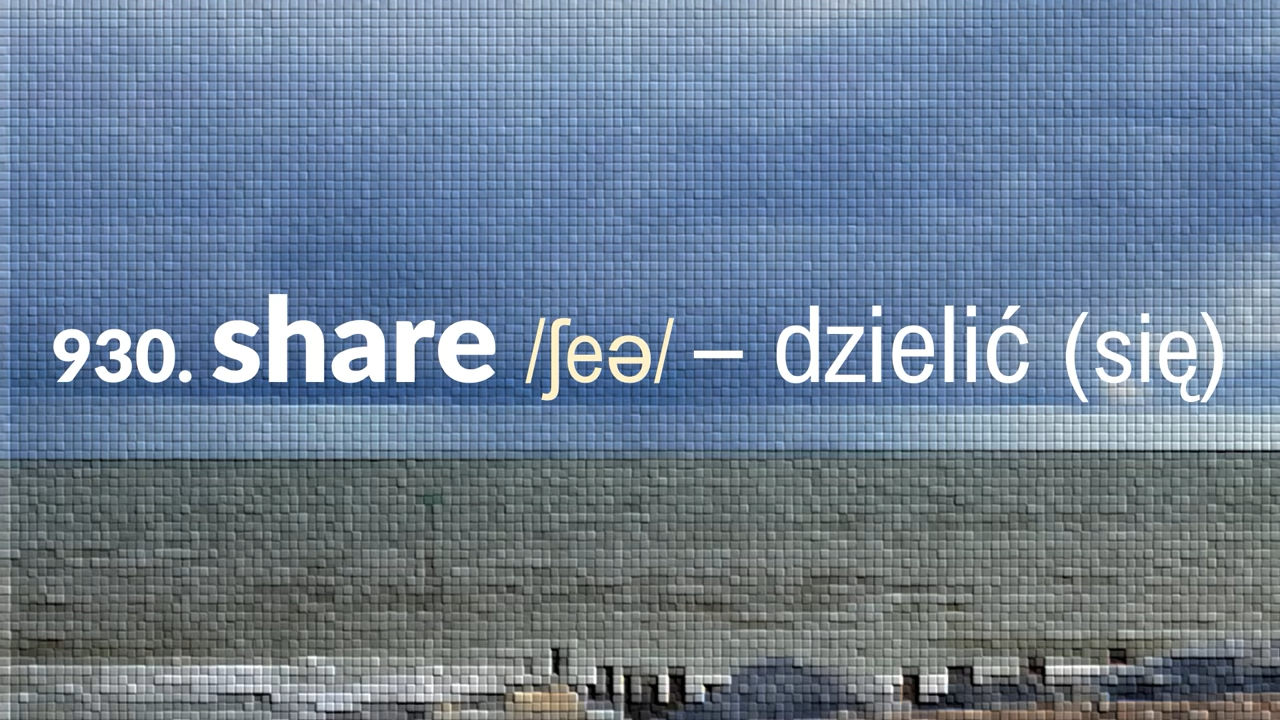 930. share /ʃeə/ – dzielić (się)